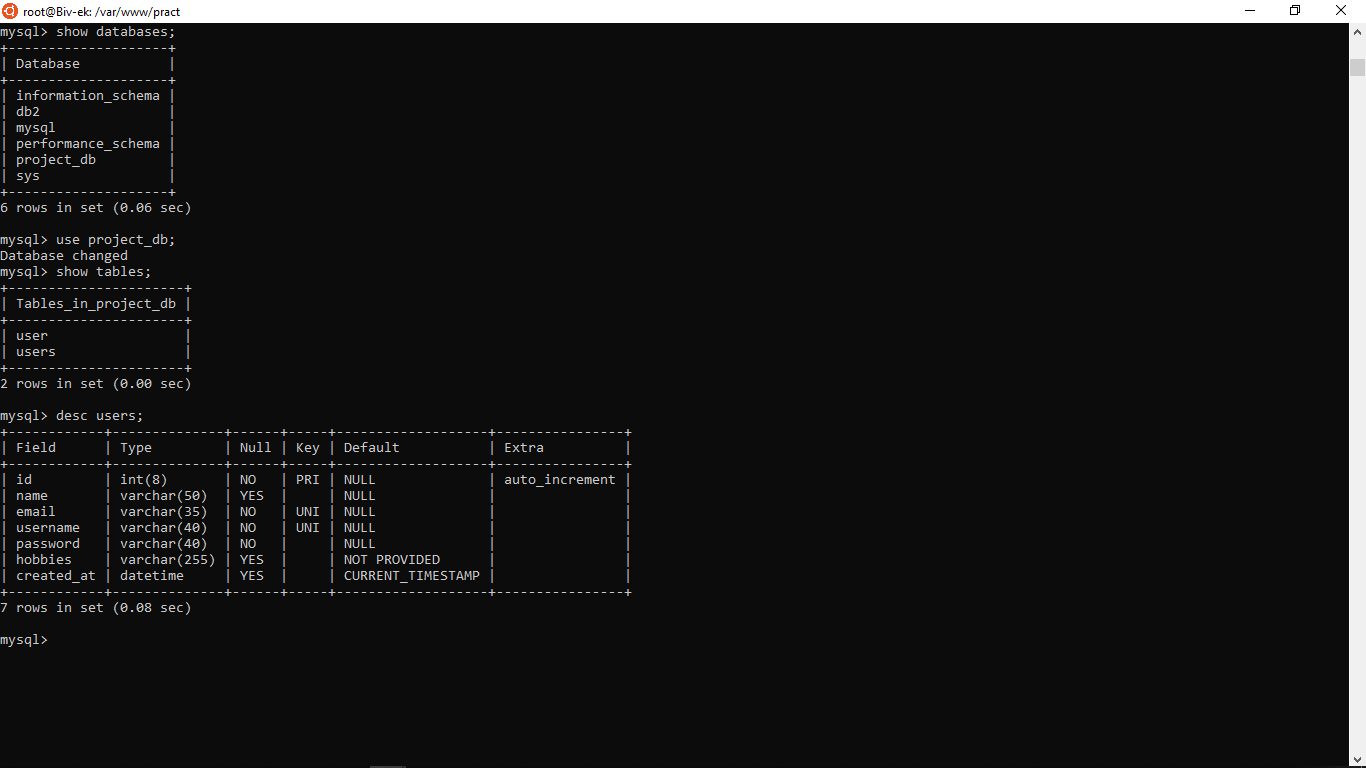 root@Biv-ek: /var/www/pract
mysql> show databases;
+--------------------+
| Database           |
+--------------------+
| information_schema |
| db2                |
| mysql              |
| performance_schema |
| project_db         |
| sys                |
+--------------------+
6 rows in set (0.06 sec)
mysql> use project_db;
Database changed
mysql> show tables;
+----------------------+
| Tables_in_project_db |
+----------------------+
| user                 |
| users                |
+----------------------+
2 rows in set (0.00 sec)
mysql> desc users;
+------------+--------------+------+-----+-------------------+----------------+
| Field      | Type         | Null | Key | Default           | Extra          |
+------------+--------------+------+-----+-------------------+----------------+
| id         | int(8)       | NO   | PRI | NULL              | auto_increment |
| name       | varchar(50)  | YES  |     | NULL              |                |
| email      | varchar(35)  | NO   | UNI | NULL              |                |
| username   | varchar(40)  | NO   | UNI | NULL              |                |
| password   | varchar(40)  | NO   |     | NULL              |                |
| hobbies    | varchar(255) | YES  |     | NOT PROVIDED      |                |
| created_at | datetime     | YES  |     | CURRENT_TIMESTAMP |                |
+------------+--------------+------+-----+-------------------+----------------+
7 rows in set (0.08 sec)
mysql>